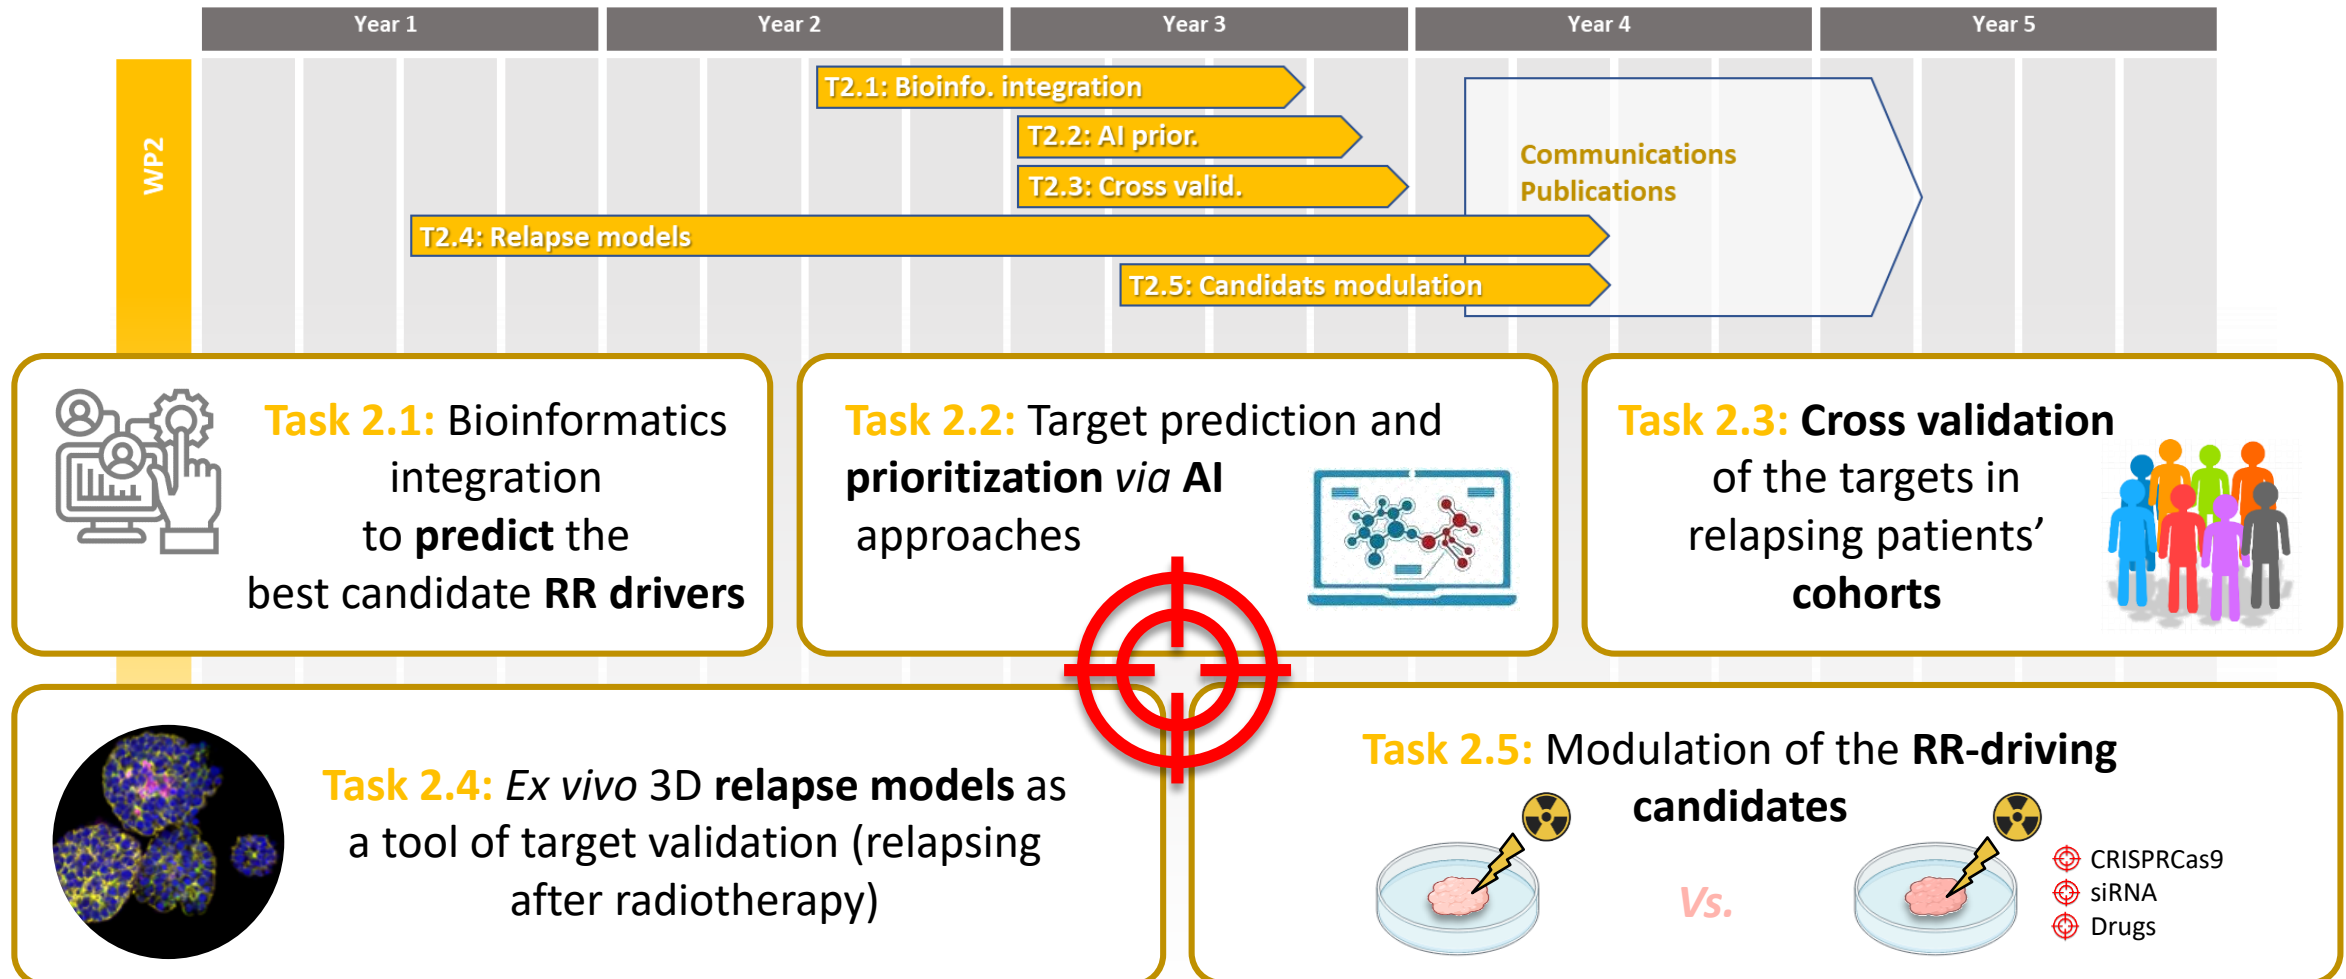 Year 1
Year 2
Year 3
Year 4
Year 5
WP2
T2.1: Bioinfo. integration
T2.2: AI prior.
T2.3: Cross valid.
T2.4: Relapse models
T2.5: Candidats modulation
Communications
Publications
Task 2.1: Bioinformatics
integration
to predict the
best candidate RR drivers
Task 2.2: Target prediction and
prioritization via AI
approaches
Task 2.3: Cross validation
of the targets in
relapsing patients’
cohorts
Task 2.4: Ex vivo 3D relapse models as
a tool of target validation (relapsing
after radiotherapy)
Task 2.5: Modulation of the RR-driving
candidates
Vs.
CRISPRCas9
siRNA
Drugs